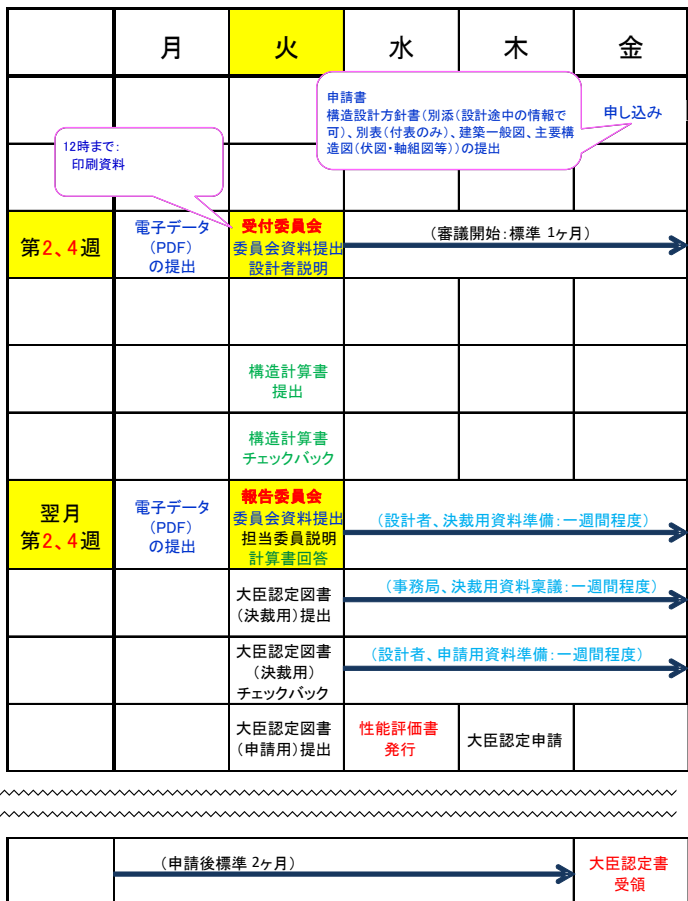 月
火
水
木
金
申請書
構造設計方針書(別添(設計途中の情報で
可)、別表(付表のみ)、建築一般図、主要構
造図(伏図・軸組図等))の提出
申し込み
12時まで:
印刷資料
第2、4週
電子データ
(PDF)
の提出
受付委員会
委員会資料提出
設計者説明
(審議開始:標準 1ヶ月)
構造計算書
提出
構造計算書
チェックバック
翌月
第2、4週
電子データ
(PDF)
の提出
報告委員会
委員会資料提出
担当委員説明
計算書回答
(設計者、決裁用資料準備:一週間程度)
大臣認定図書
(決裁用)提出
(事務局、決裁用資料稟議:一週間程度)
大臣認定図書
(決裁用)
チェックバック
(設計者、申請用資料準備:一週間程度)
大臣認定図書
(申請用)提出
性能評価書
発行
大臣認定申請
(申請後標準 2ヶ月)
大臣認定書
受領